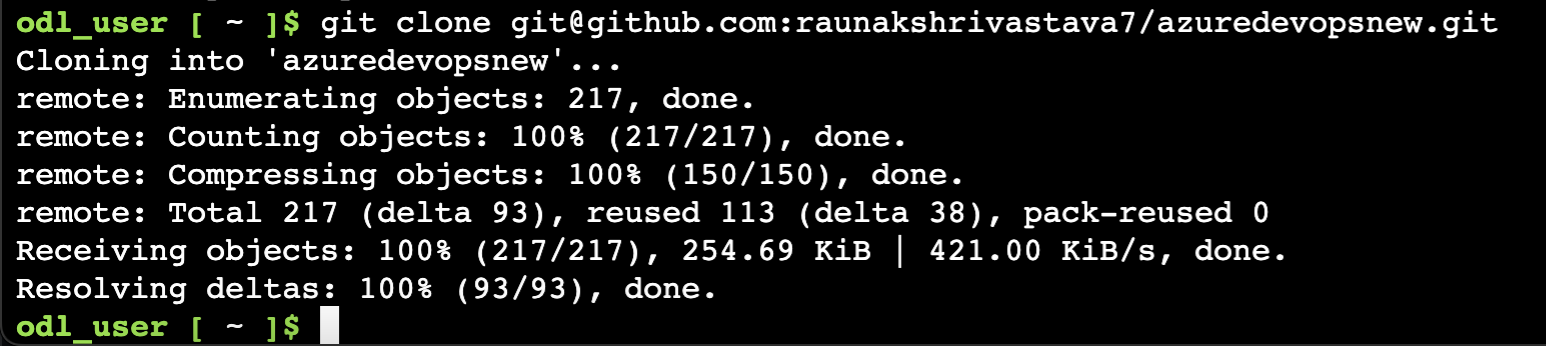 odl_user [ ~ ]$ git clone git@github.com:raunakshrivastava7/azuredevopsnew.git
Cloning into 'azuredevopsnew'...
remote: Enumerating objects: 217, done.
remote: Counting objects: 100% (217/217), done.
remote: Compressing objects: 100% (150/150), done.
remote: Total 217 (delta 93), reused 113 (delta 38), pack-reused 0
Receiving objects: 100% (217/217), 254.69 KiB | 421.00 KiB/s, done.
Resolving deltas: 100% (93/93), done.
odl_user [ ~ ]$